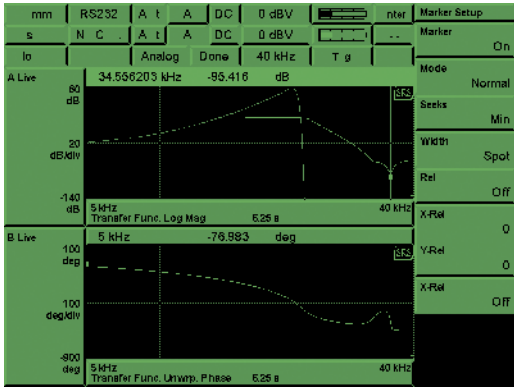 mm RS232 A t A DC 0 dBV nter Marker Setup
s N C . A t A DC 0 dBV - - Marker
On
lo Analog Done 40 kHz T g
Mode
Normal
A Live 34.556203 kHz -95.416 dB
60
dB
SRS
Seeks
Min
20
dB/div
Width
Spot
Rel
Off
-140
dB
5 kHz 40 kHz
Transfer Func. Log Mag 6.25 s
X-Rel
0
B Live 5 kHz -76.983 deg
100
deg
SRS
Y-Rel
0
X-Rel
Off
100
deg/div
-900
deg
5 kHz 40 kHz
Transfer Func. Unwrp. Phase 6.25 s